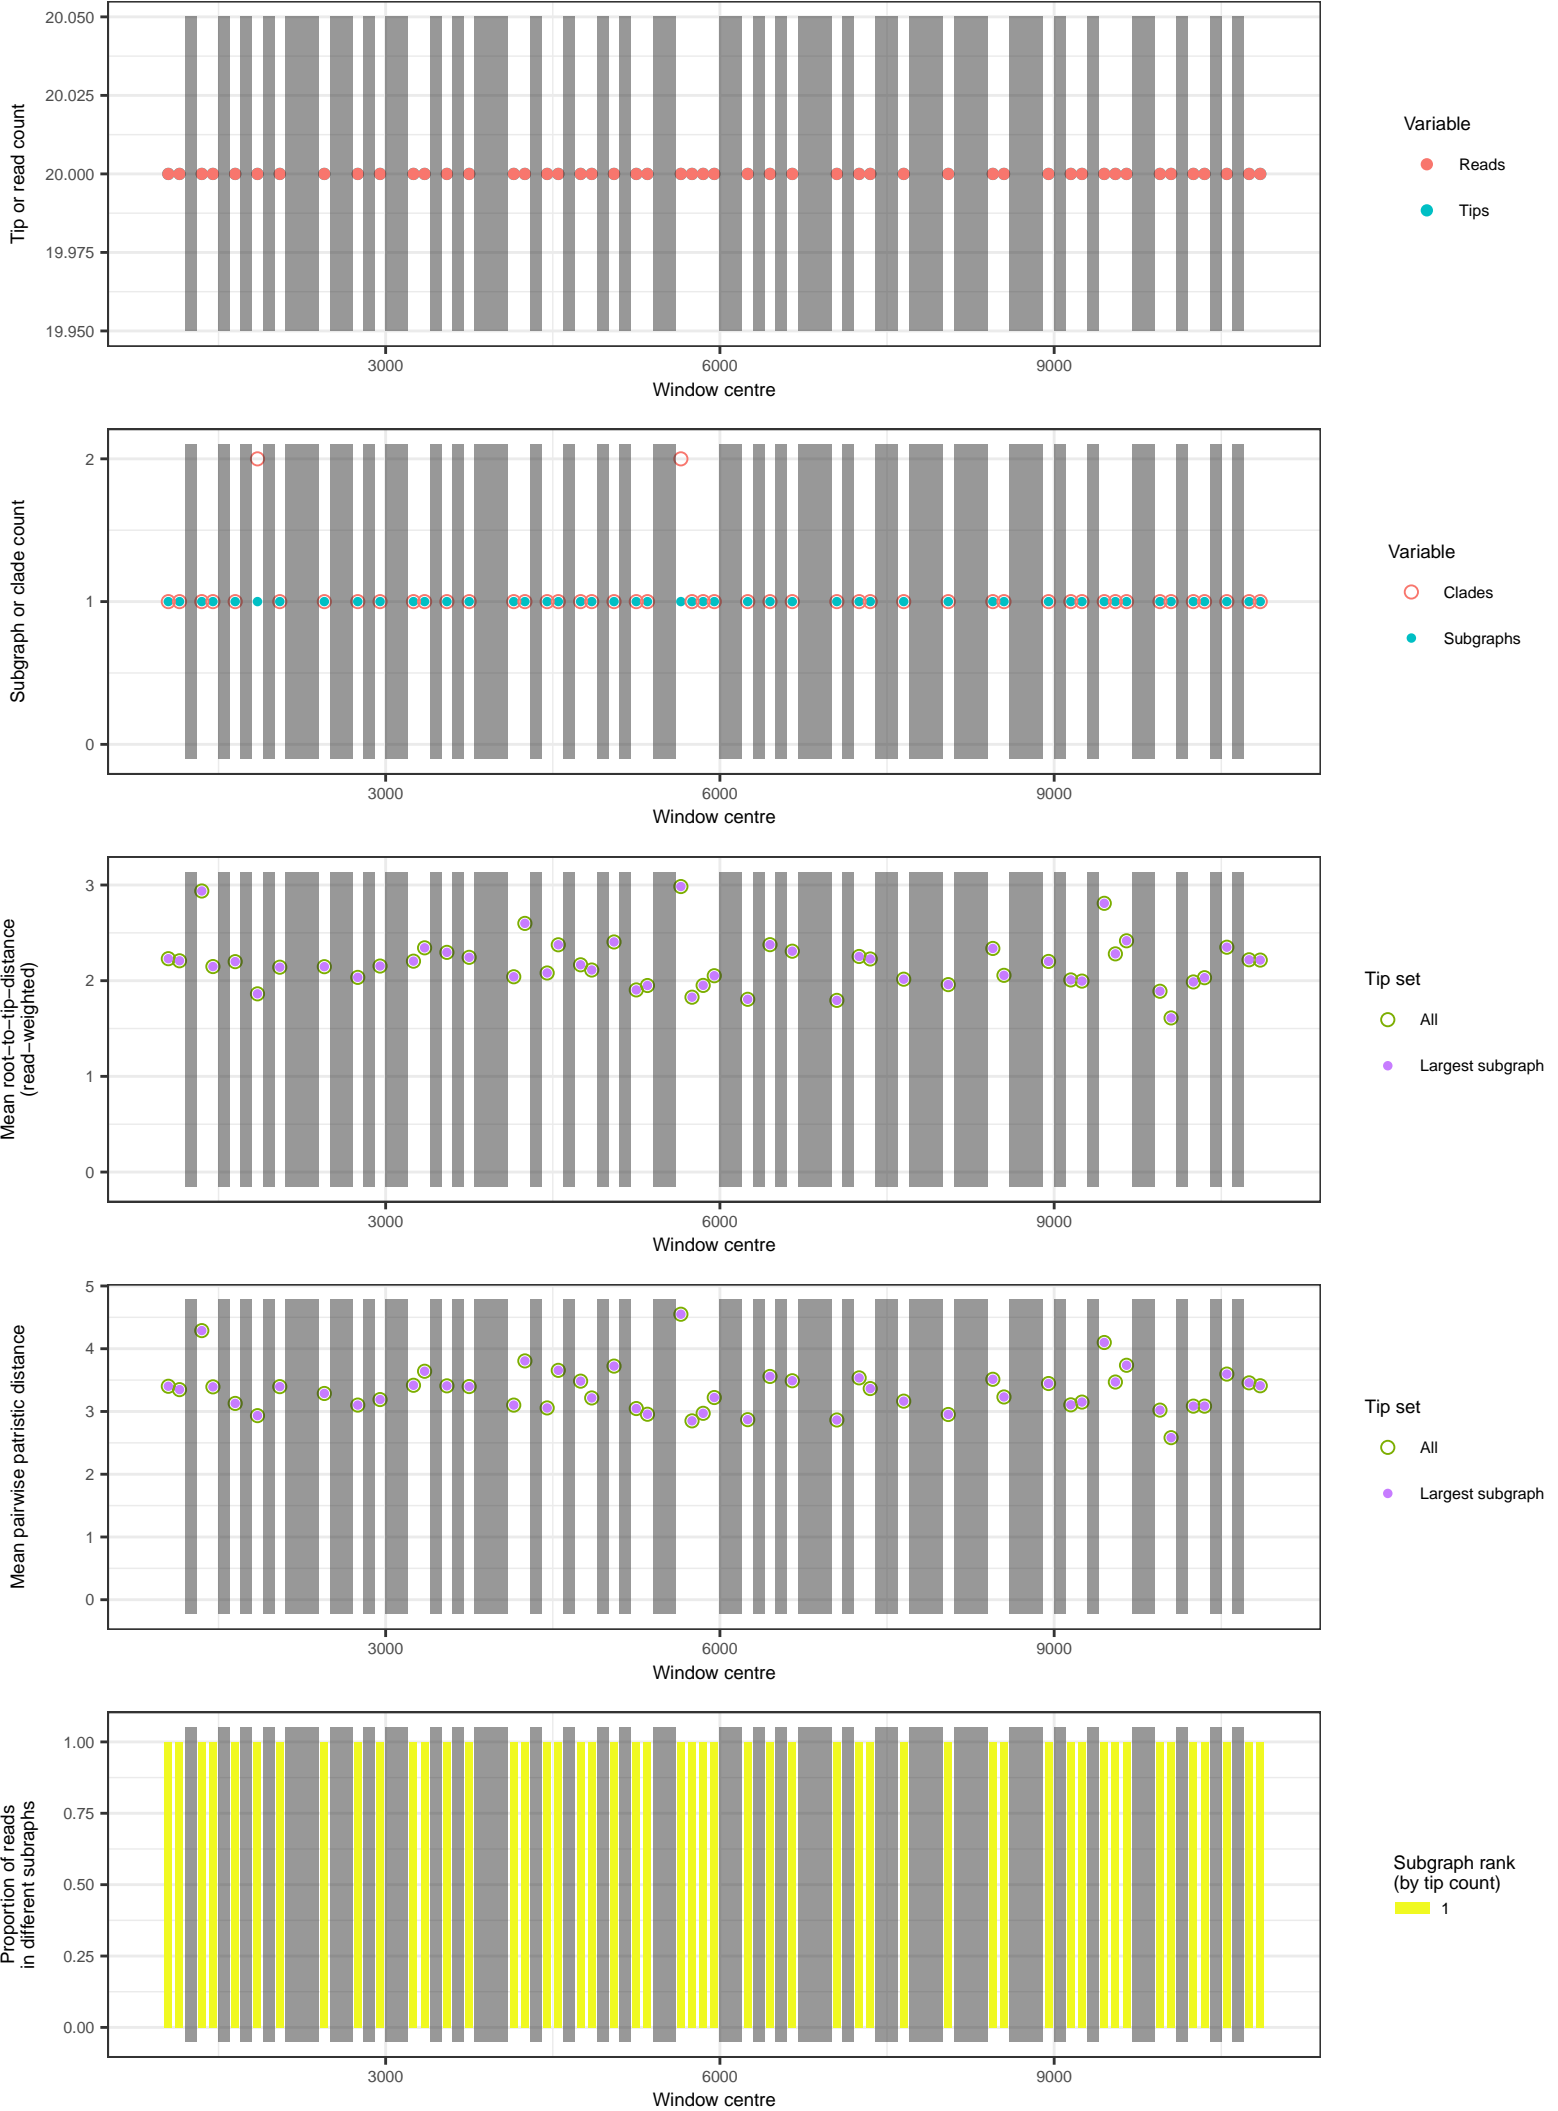 20.050
20.025
20.000
19.975
19.950
Tip or read count
3000 6000 9000
Window centre
Variable
Reads
Tips
2
1
0
Subgraph or clade count
3000 6000 9000
Window centre
Variable
Clades
Subgraphs
3
2
1
0
Mean root−to−tip−distance
(read−weighted)
3000 6000 9000
Window centre
Tip set
All
Largest subgraph
5
4
3
2
1
0
Mean pairwise patristic distance
3000 6000 9000
Window centre
Tip set
All
Largest subgraph
1.00
0.75
0.50
0.25
0.00
Proportion of reads
in different subraphs
3000 6000 9000
Window centre
Subgraph rank
(by tip count)
1